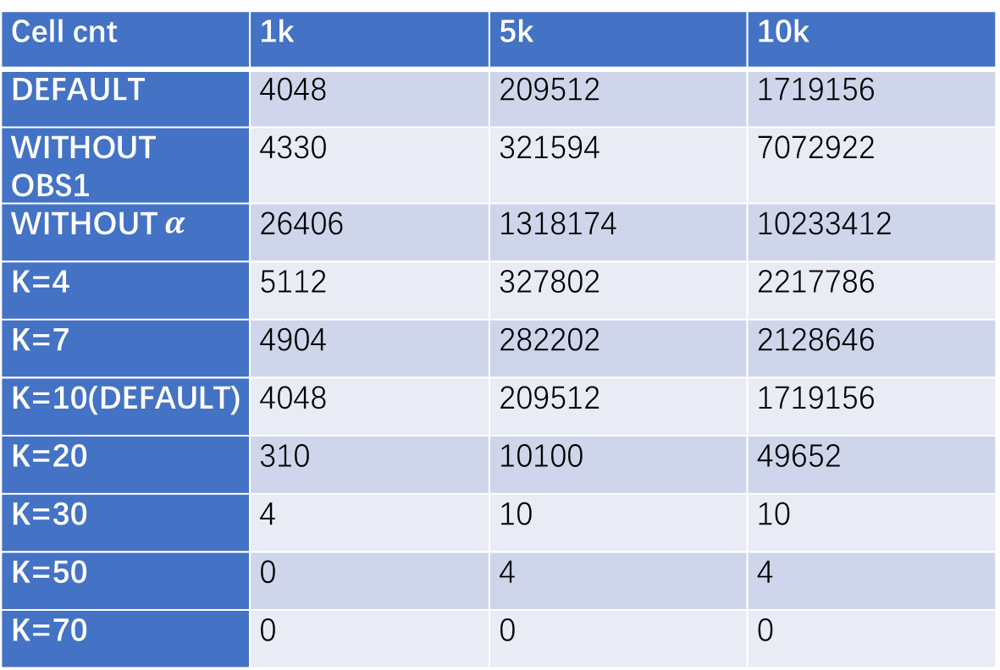 Cell cnt 1k 5k 10k
DEFAULT 4048 209512 1719156
WITHOUT
OBS1 4330 321594 7072922
WITHOUT α 26406 1318174 10233412
K=4 5112 327802 2217786
K=7 4904 282202 2128646
K=10(DEFAULT) 4048 209512 1719156
K=20 310 10100 49652
K=30 4 10 10
K=50 0 4 4
K=70 0 0 0